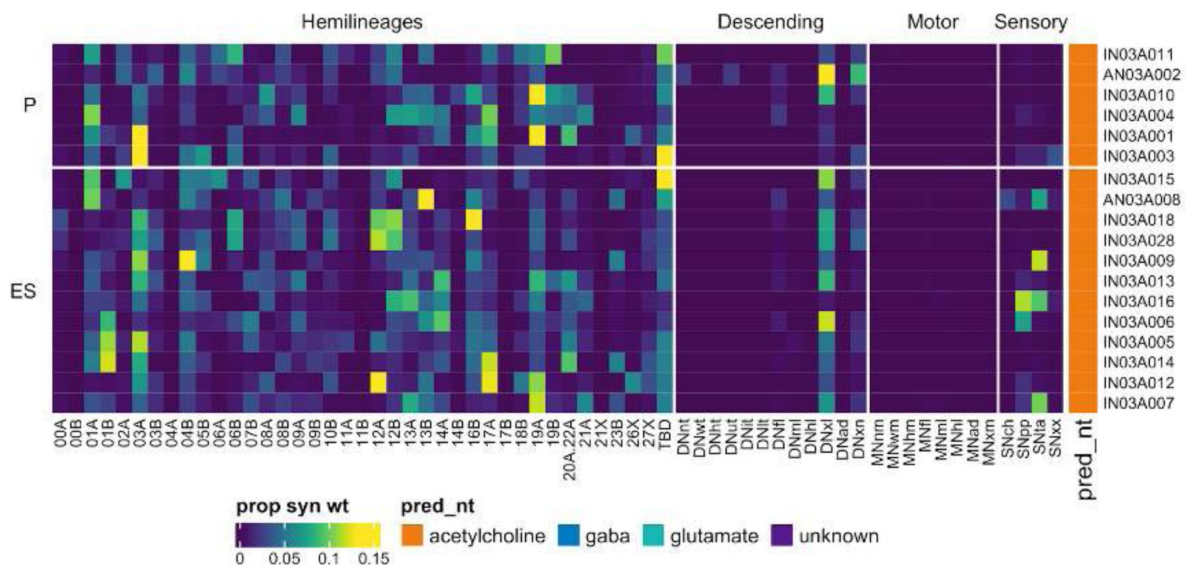 Hemilineages Descending Motor Sensory
IN03A011
AN03A002
IN03A010
P
IN03A004
IN03A001
IN03A003
IN03A015
AN03A008
IN03A018
IN03A028
IN03A009
IN03A013
ES
IN03A016
IN03A006
IN03A005
IN03A014
IN03A012
IN03A007
00A 00B 01A 01B 02A 03A 03B 04A 04B 05B 06A 06B 07B 08A 08B 09A 09B 10B 11A 11B 12A 12B 13A 13B 14A 14B 16B 17A 17B 18B 19A 19B 20A.22A 21A 21X 23B 26X 27X TBD DNnt DNwt DNht DNut DNit DNlt DNfl DNml DNhl DNxl DNad DNxn MNnm MNwm MNhm MNfl MNml MNhl MNad MNxm SNch SNpp SNta SNxx pred_nt
prop syn wt pred_nt
acetylcholine gaba glutamate unknown
0 0.05 0.1 0.15